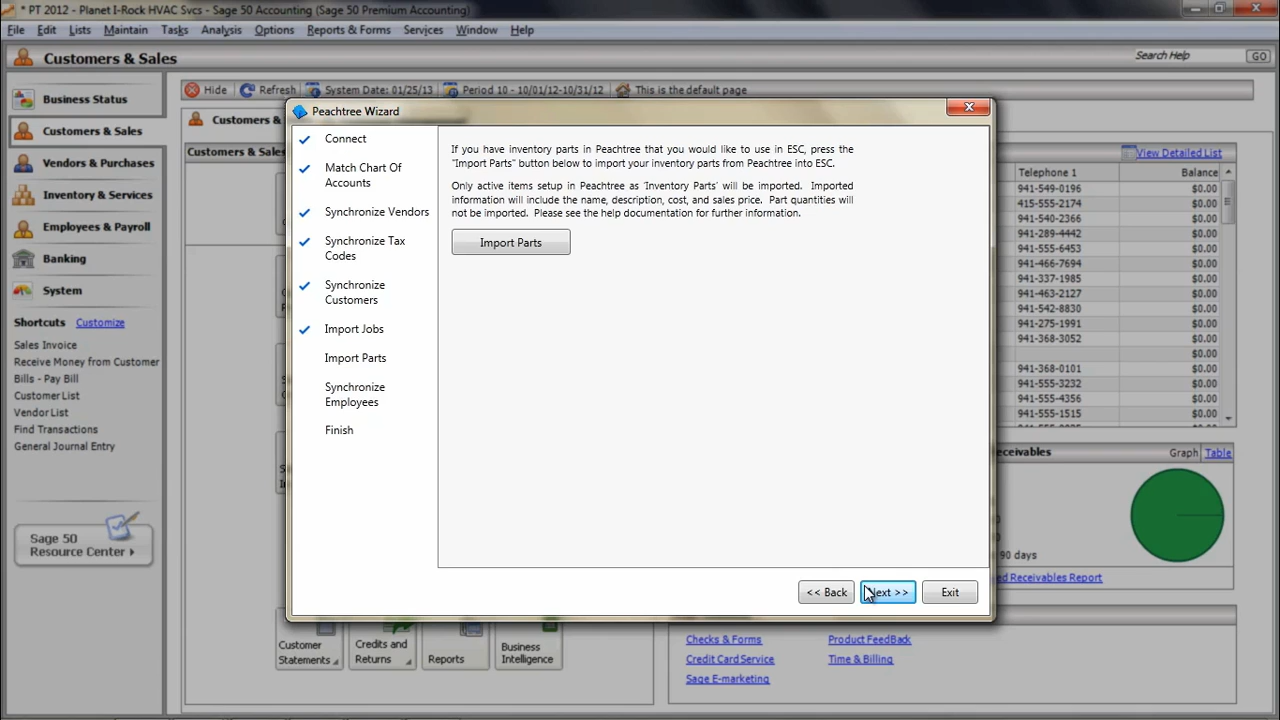 * PT 2012 - Planet I-Rock HVAC Svcs - Sage 50 Accounting (Sage 50 Premium Accounting)
File Edit Lists Maintain Tasks Analysis Options Reports & Forms Services Window Help
Customers & Sales
Search Help GO
Hide Refresh System Date: 01/25/13 Period 10 - 10/01/12-10/31/12 This is the default page
Business Status
Customers & Sales
Vendors & Purchases
Inventory & Services
Employees & Payroll
Banking
System
Shortcuts Customize
Sales Invoice
Receive Money from Customer
Bills - Pay Bill
Customer List
Vendor List
Find Transactions
General Journal Entry
Sage 50
Resource Center
Customers &
Customers & Sales
Peachtree Wizard
Connect
Match Chart Of
Accounts
Synchronize Vendors
Synchronize Tax
Codes
Synchronize
Customers
Import Jobs
Import Parts
Synchronize
Employees
Finish
If you have inventory parts in Peachtree that you would like to use in ESC, press the
"Import Parts" button below to import your inventory parts from Peachtree into ESC.
Only active items setup in Peachtree as 'Inventory Parts' will be imported. Imported
information will include the name, description, cost, and sales price. Part quantities will
not be imported. Please see the help documentation for further information.
Import Parts
<< Back Next >> Exit
View Detailed List
Telephone 1 Balance
941-549-0196 $0.00
415-555-2174 $0.00
941-540-2366 $0.00
941-289-4442 $0.00
941-555-6453 $0.00
941-466-7694 $0.00
941-337-1985 $0.00
941-463-2127 $0.00
941-542-8830 $0.00
941-275-1991 $0.00
941-368-3052 $0.00
$0.00
941-368-0101 $0.00
941-555-3232 $0.00
941-555-4356 $0.00
941-555-1515 $0.00
eceivables Graph Table
90 days
ed Receivables Report
Customer
Statements
Credits and
Returns
Reports
Business
Intelligence
Checks & Forms Product FeedBack
Credit Card Service Time & Billing
Sage E-marketing